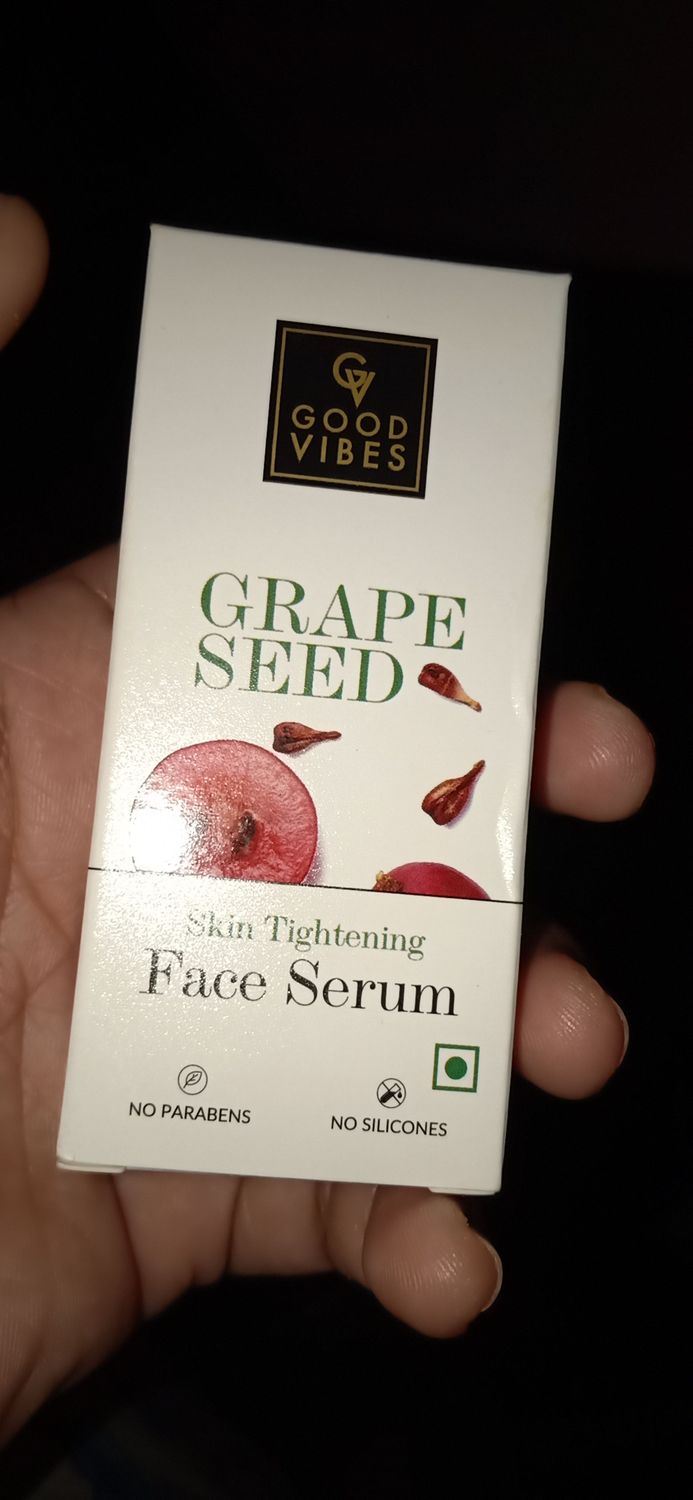 GV
GOOD
VIBES
GRAPE
SEED
Skin Tightening
Face Serum
NO PARABENS
NO SILICONES